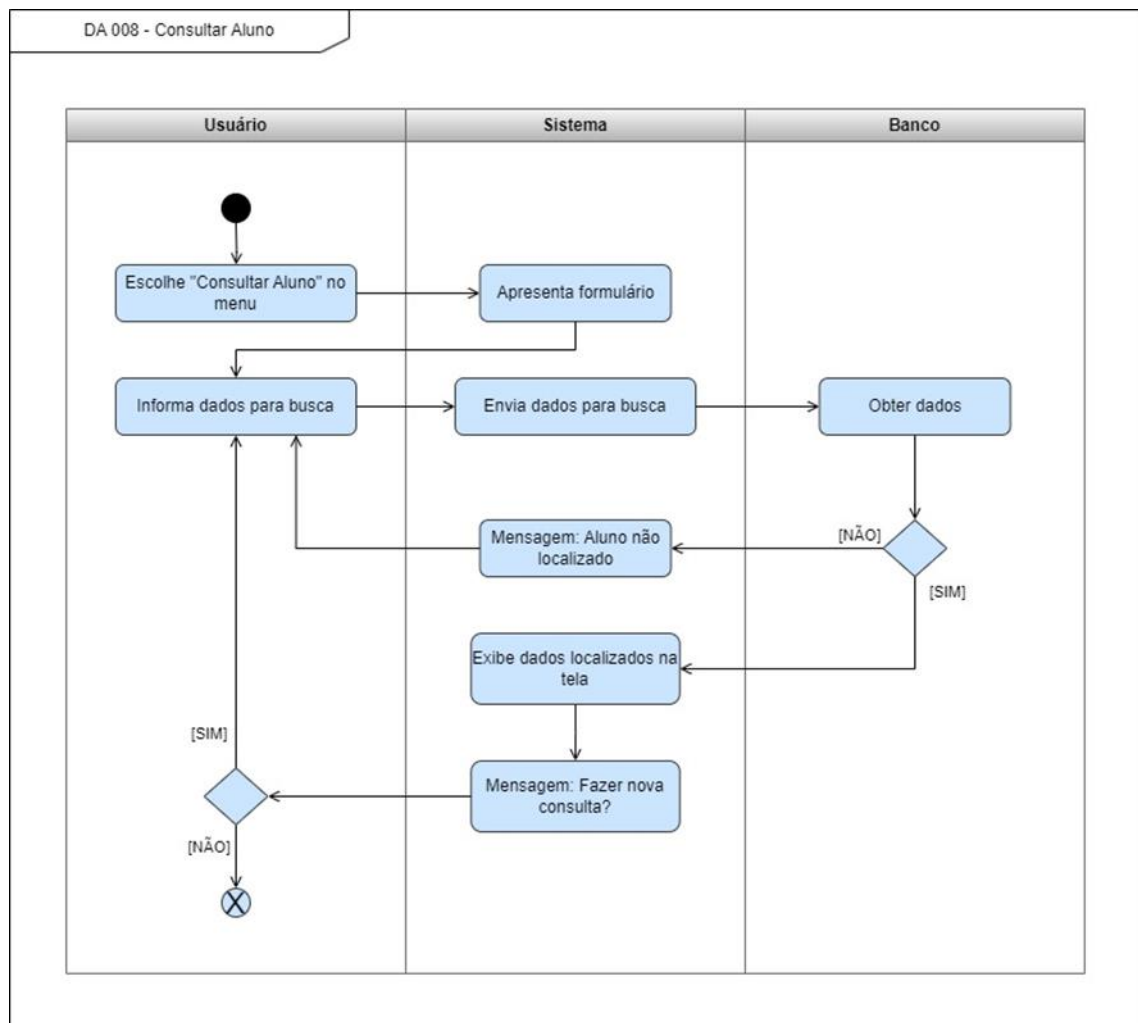 DA 008 - Consultar Aluno
Usuário
Sistema
Banco
Escolhe "Consultar Aluno" no
menu
Apresenta formulário
Informa dados para busca
Envia dados para busca
Obter dados
Mensagem: Aluno não
localizado
[NÃO]
[SIM]
Exibe dados localizados na
tela
[SIM]
Mensagem: Fazer nova
consulta?
[NÃO]
X